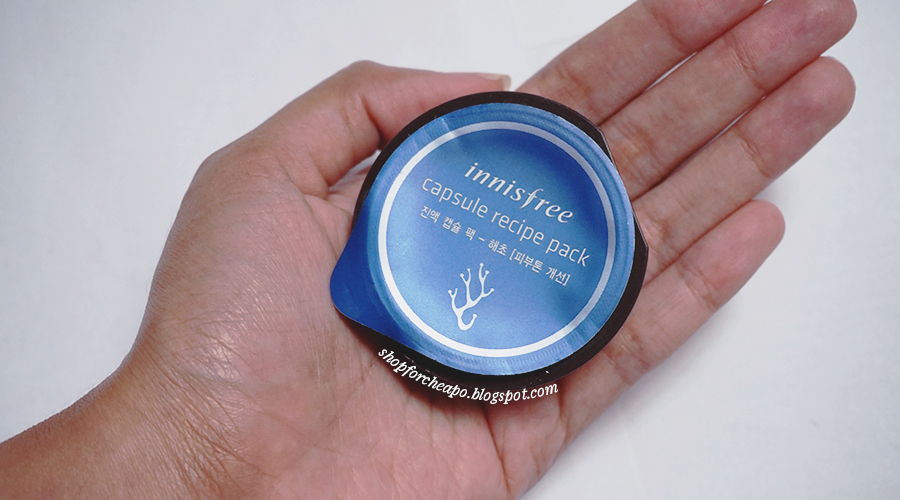 innisfree
capsule recipe pack
진액 캡슐 팩 – 해초 [피부톤 개선]
shopforcheapo.blogspot.com